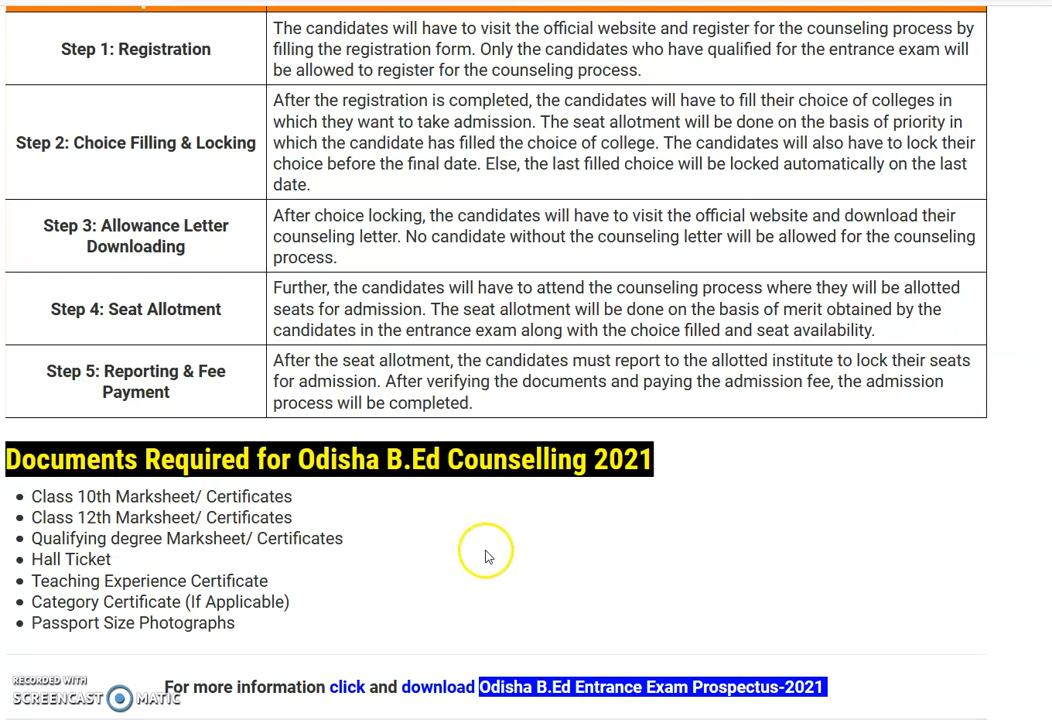 The candidates will have to visit the official website and register for the counseling process by
Step 1: Registration
filling the registration form. Only the candidates who have qualified for the entrance exam will
be allowed to register for the counseling process.
After the registration is completed, the candidates will have to fill their choice of colleges in
which they want to take admission. The seat allotment will be done on the basis of priority in
Step 2: Choice Filling & Locking
which the candidate has filled the choice of college. The candidates will also have to lock their
choice before the final date. Else, the last filled choice will be locked automatically on the last
date.
Step 3: Allowance Letter
Downloading
After choice locking, the candidates will have to visit the official website and download their
counseling letter. No candidate without the counseling letter will be allowed for the counseling
process.
Step 4: Seat Allotment
Further, the candidates will have to attend the counseling process where they will be allotted
seats for admission. The seat allotment will be done on the basis of merit obtained by the
candidates in the entrance exam along with the choice filled and seat availability.
Step 5: Reporting & Fee
Payment
After the seat allotment, the candidates must report to the allotted institute to lock their seats
for admission. After verifying the documents and paying the admission fee, the admission
process will be completed.
Documents Required for Odisha B.Ed Counselling 2021
Class 10th Marksheet/ Certificates
Class 12th Marksheet/ Certificates
Qualifying degree Marksheet/ Certificates
Hall Ticket
Teaching Experience Certificate
Category Certificate (If Applicable)
Passport Size Photographs
For more information click and download Odisha B.Ed Entrance Exam Prospectus-2021
RECORDED WITH
SCREENCAST MATIC